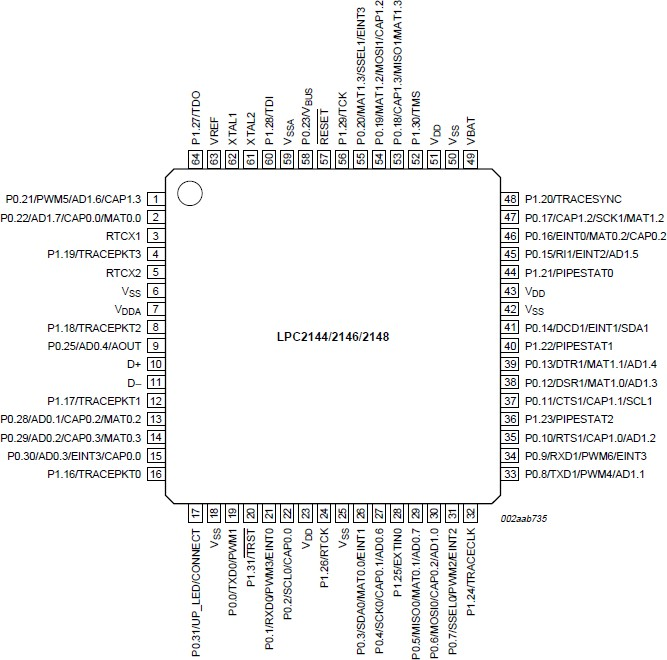 P1.27/TDO
VREF
XTAL1
XTAL2
P1.28/TDI
VSSA
P0.23/VBUS
RESET
P1.29/TCK
P0.20/MAT1.3/SSEL1/EINT3
P0.19/MAT1.2/MOSI1/CAP1.2
P0.18/CAP1.3/MISO1/MAT1.3
P1.30/TMS
VDD
VSS
VBAT
64 63 62 61 60 59 58 57 56 55 54 53 52 51 50 49
P0.21/PWM5/AD1.6/CAP1.3 1
P0.22/AD1.7/CAP0.0/MAT0.0 2
RTCX1 3
P1.19/TRACEPKT3 4
RTCX2 5
VSS 6
VDDA 7
P1.18/TRACEPKT2 8
P0.25/AD0.4/AOUT 9
D+ 10
D− 11
P1.17/TRACEPKT1 12
P0.28/AD0.1/CAP0.2/MAT0.2 13
P0.29/AD0.2/CAP0.3/MAT0.3 14
P0.30/AD0.3/EINT3/CAP0.0 15
P1.16/TRACEPKT0 16
LPC2144/2146/2148
48 P1.20/TRACESYNC
47 P0.17/CAP1.2/SCK1/MAT1.2
46 P0.16/EINT0/MAT0.2/CAP0.2
45 P0.15/RI1/EINT2/AD1.5
44 P1.21/PIPESTAT0
43 VDD
42 VSS
41 P0.14/DCD1/EINT1/SDA1
40 P1.22/PIPESTAT1
39 P0.13/DTR1/MAT1.1/AD1.4
38 P0.12/DSR1/MAT1.0/AD1.3
37 P0.11/CTS1/CAP1.1/SCL1
36 P1.23/PIPESTAT2
35 P0.10/RTS1/CAP1.0/AD1.2
34 P0.9/RXD1/PWM6/EINT3
33 P0.8/TXD1/PWM4/AD1.1
17 18 19 20 21 22 23 24 25 26 27 28 29 30 31 32
002aab735
P0.31/UP_LED/CONNECT
VSS
P0.0/TXD0/PWM1
P1.31/TRST
P0.1/RXD0/PWM3/EINT0
P0.2/SCL0/CAP0.0
VDD
P1.26/RTCK
VSS
P0.3/SDA0/MAT0.0/EINT1
P0.4/SCK0/CAP0.1/AD0.6
P1.25/EXTIN0
P0.5/MISO0/MAT0.1/AD0.7
P0.6/MOSI0/CAP0.2/AD1.0
P0.7/SSEL0/PWM2/EINT2
P1.24/TRACECLK